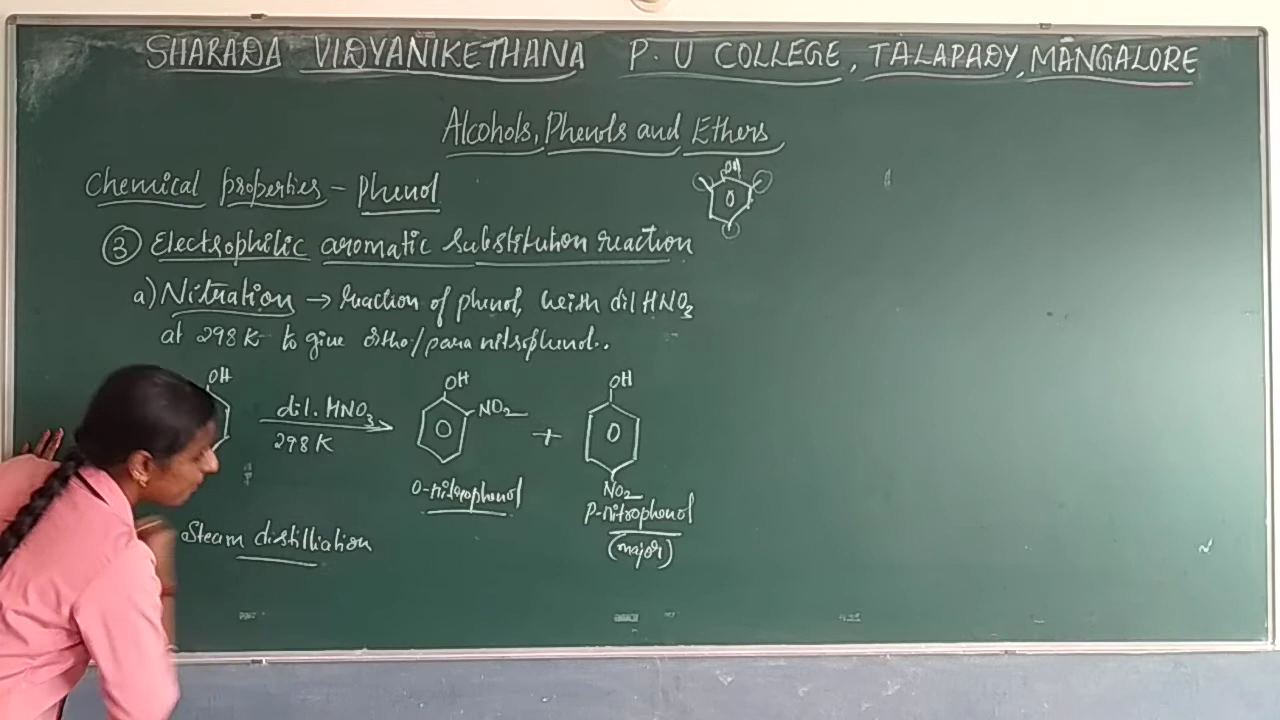 SHARADA VIDYANIKETHANA P.U COLLEGE, TALAPADY, MANGALORE
Alcohols, Phenols and Ethers
OH
Chemical properties - Phenol
③ Electrophilic aromatic substitution reaction
a) Nitration → reaction of phenol, with dil HNO3
at 298 K to give ortho/para nitrophenol..
OH dil. HNO3 OH OH
298 K NO2 +
O-nitrophenol NO2
P-nitrophenol
Steam distilliation (major)